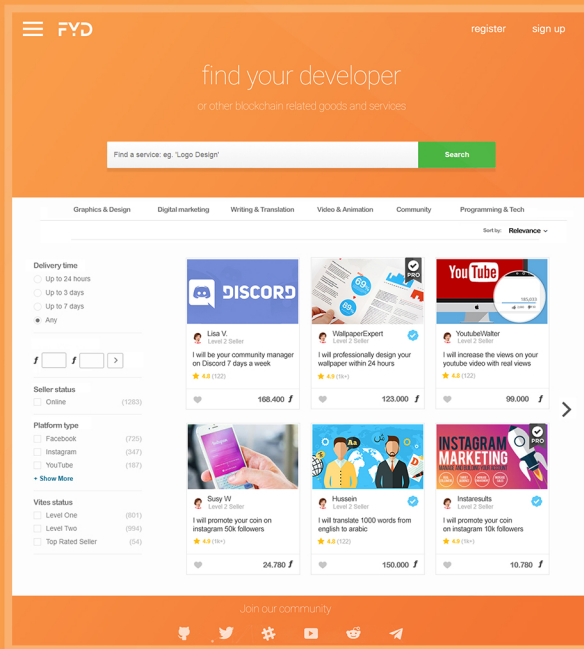 FYD
register
sign up
find your developer
or other blockchain related goods and services
Find a service: eg. 'Logo Design'
Search
Graphics & Design
Digital marketing
Writing & Translation
Video & Animation
Community
Programming & Tech
Sort by:
Relevance
Delivery time
Up to 24 hours
Up to 3 days
Up to 7 days
Any
Seller status
Online (1283)
Platform type
Facebook (725)
Instagram (347)
YouTube (187)
+ Show More
Vites status
Level One (801)
Level Two (994)
Top Rated Seller (54)
DISCORD
Lisa V.
Level 2 Seller
I will be your community manager
on Discord 7 days a week
4.8 (122)
168.400 f
69%
69%
PRO
WallpaperExpert
Level 2 Seller
I will professionally design your
wallpaper within 24 hours
4.9 (1k+)
123.000 f
YouTube
YoutubeWalter
Level 2 Seller
I will increase the views on your
youtube video with real views
4.8 (122)
99.000 f
Susy W
Level 2 Seller
I will promote your coin on
instagram 50k followers
4.9 (1k+)
24.780 f
Aa
Hussein
Level 2 Seller
I will translate 1000 words from
english to arabic
4.8 (122)
150.000 f
INSTAGRAM
MARKETING
MANAGE AND BUILDING YOUR ACCOUNT
PRO
Instaresults
Level 2 Seller
I will promote your coin
on instagram 10k followers
4.9 (1k+)
10.780 f
Join our community